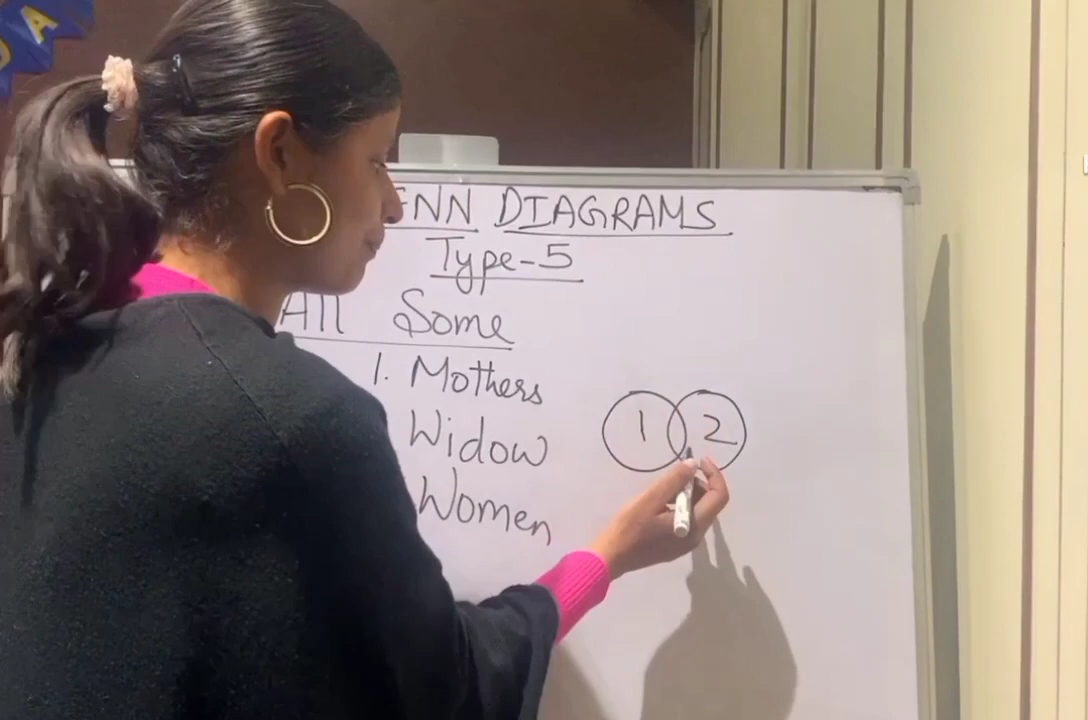 ENN DIAGRAMS
Type-5
All Some
1. Mothers
Widow
Women
1 2